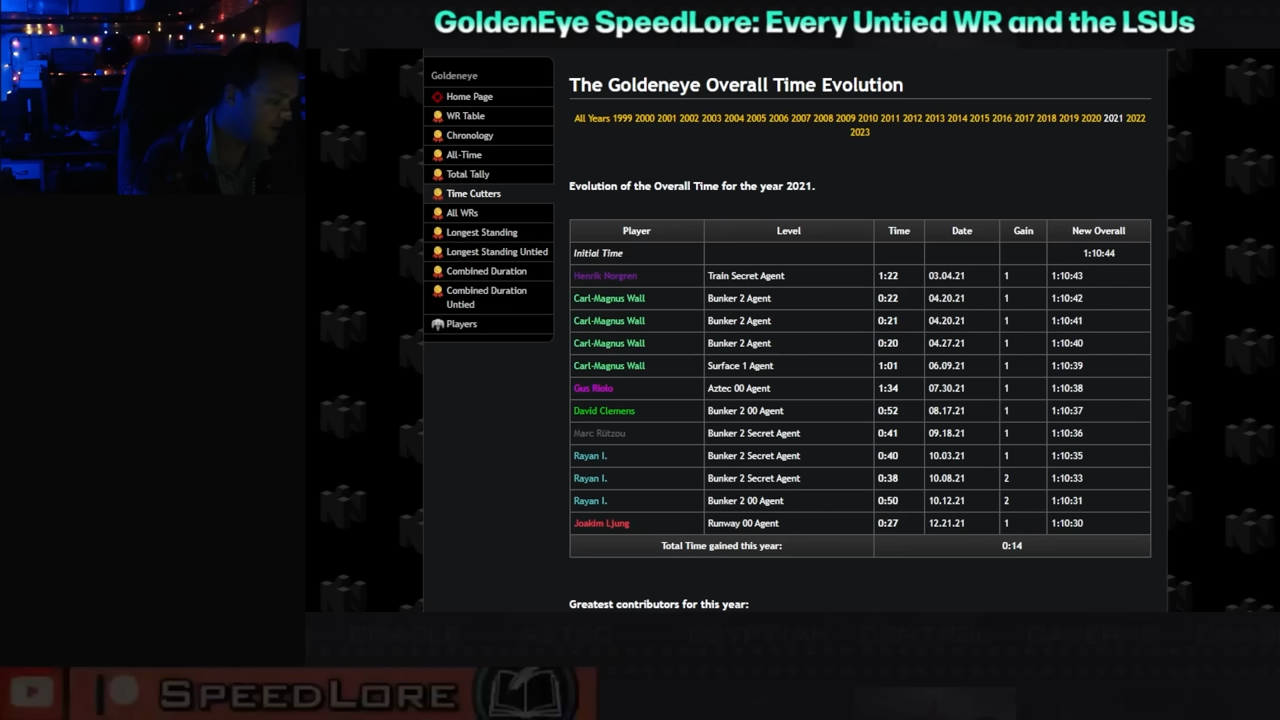 GoldenEye SpeedLore: Every Untied WR and the LSUs
Goldeneye
Home Page
WR Table
Chronology
All-Time
Total Tally
Time Cutters
All WRs
Longest Standing
Longest Standing Untied
Combined Duration
Combined Duration
Untied
Players
The Goldeneye Overall Time Evolution
All Years 1999 2000 2001 2002 2003 2004 2005 2006 2007 2008 2009 2010 2011 2012 2013 2014 2015 2016 2017 2018 2019 2020 2021 2022
2023
Evolution of the Overall Time for the year 2021.
Player Level Time Date Gain New Overall
Initial Time 1:10:44
Henrik Norgren Train Secret Agent 1:22 03.04.21 1 1:10:43
Carl-Magnus Wall Bunker 2 Agent 0:22 04.20.21 1 1:10:42
Carl-Magnus Wall Bunker 2 Agent 0:21 04.20.21 1 1:10:41
Carl-Magnus Wall Bunker 2 Agent 0:20 04.27.21 1 1:10:40
Carl-Magnus Wall Surface 1 Agent 1:01 06.09.21 1 1:10:39
Gus Riolo Aztec 00 Agent 1:34 07.30.21 1 1:10:38
David Clemens Bunker 2 00 Agent 0:52 08.17.21 1 1:10:37
Marc Rützou Bunker 2 Secret Agent 0:41 09.18.21 1 1:10:36
Rayan I. Bunker 2 Secret Agent 0:40 10.03.21 1 1:10:35
Rayan I. Bunker 2 Secret Agent 0:38 10.08.21 2 1:10:33
Rayan I. Bunker 2 00 Agent 0:50 10.12.21 2 1:10:31
Joakim Ljung Runway 00 Agent 0:27 12.21.21 1 1:10:30
Total Time gained this year: 0:14
Greatest contributors for this year:
SPEEDLORE